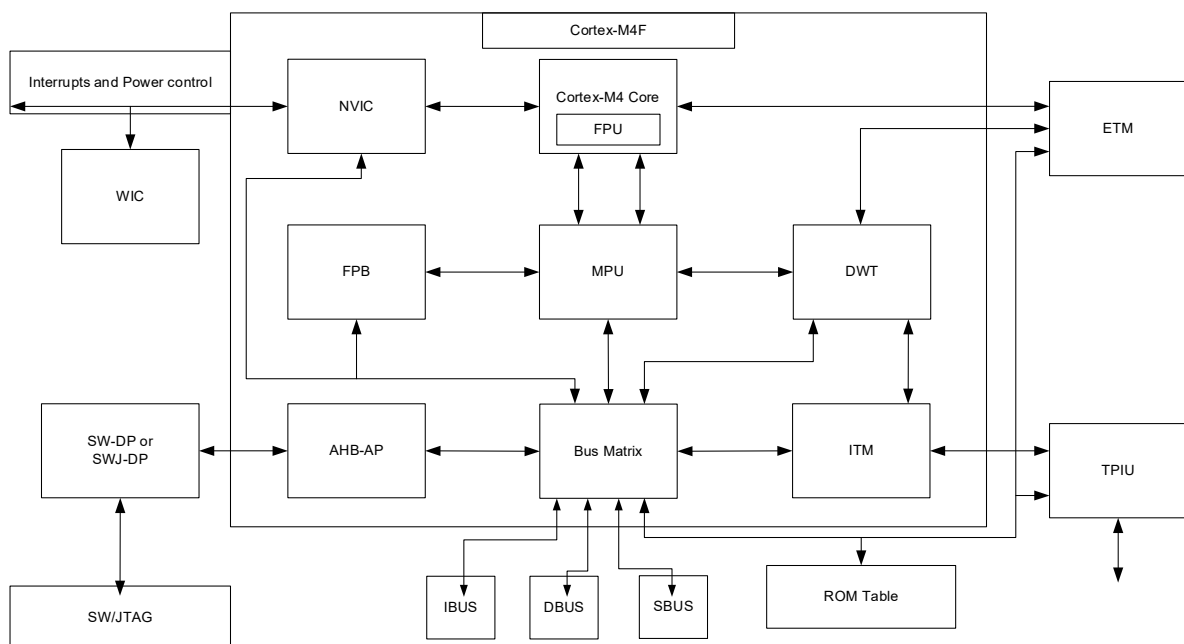 Cortex-M4F
Interrupts and Power control
NVIC
Cortex-M4 Core
FPU
ETM
WIC
FPB
MPU
DWT
SW-DP or
SWJ-DP
AHB-AP
Bus Matrix
ITM
TPIU
SW/JTAG
IBUS
DBUS
SBUS
ROM Table